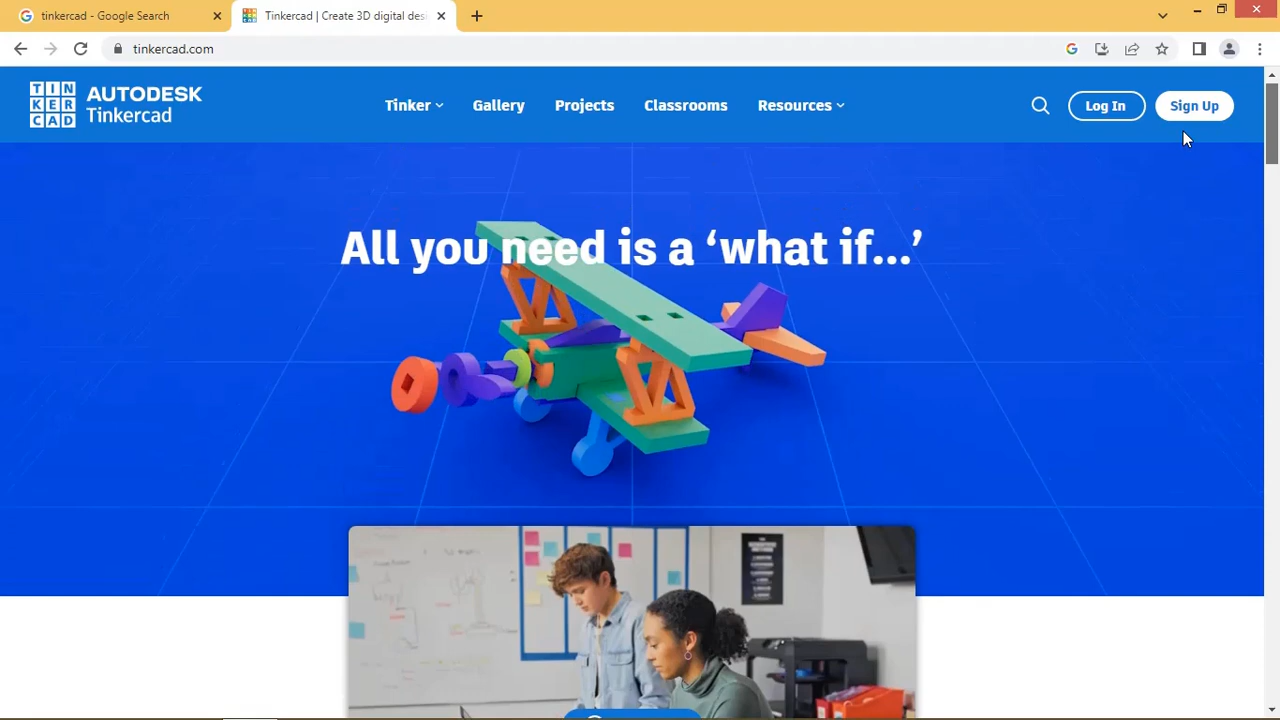 tinkercad - Google Search
Tinkercad | Create 3D digital des
tinkercad.com
TIN
KER
CAD
AUTODESK
Tinkercad
Tinker
Gallery
Projects
Classrooms
Resources
Log In
Sign Up
All you need is a ‘what if...’